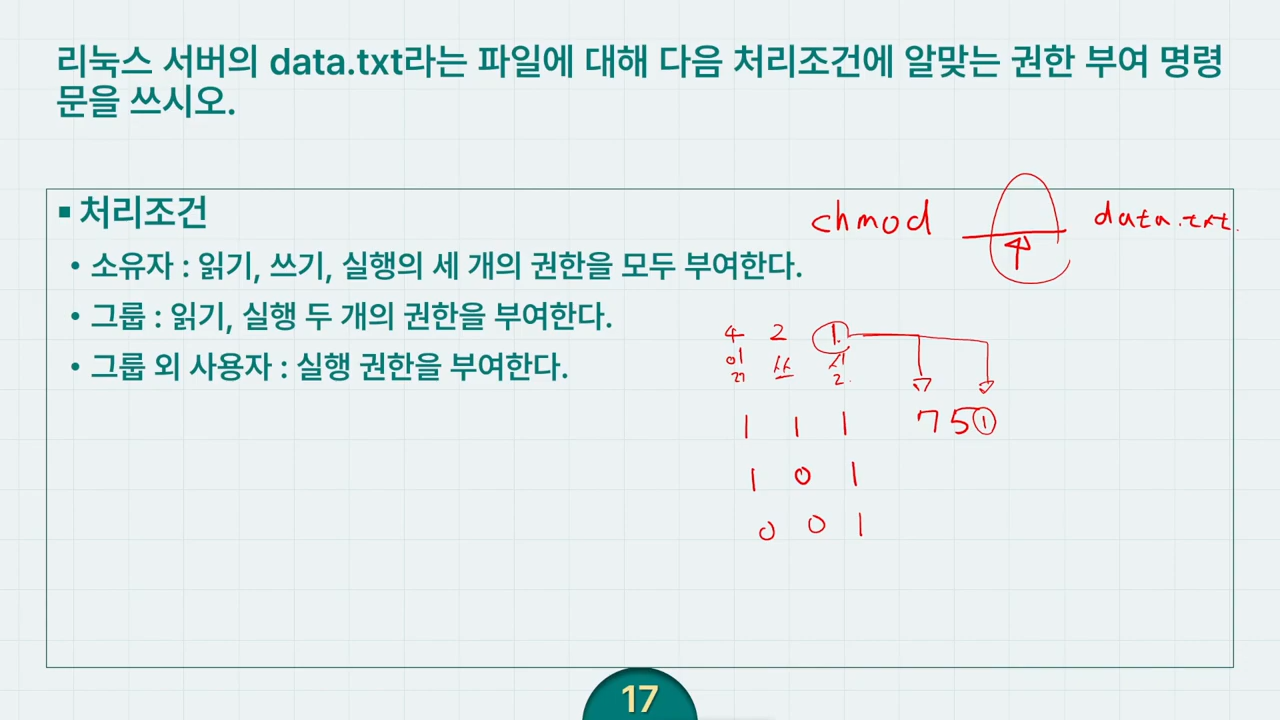 리눅스 서버의 data.txt라는 파일에 대해 다음 처리조건에 알맞는 권한 부여 명령
문을 쓰시오.
▪ 처리조건
• 소유자 : 읽기, 쓰기, 실행의 세 개의 권한을 모두 부여한다.
• 그룹 : 읽기, 실행 두 개의 권한을 부여한다.
• 그룹 외 사용자 : 실행 권한을 부여한다.
chmod data.txt.
4 2 1
1 1 1 7 5 1
1 0 1
0 0 1
17